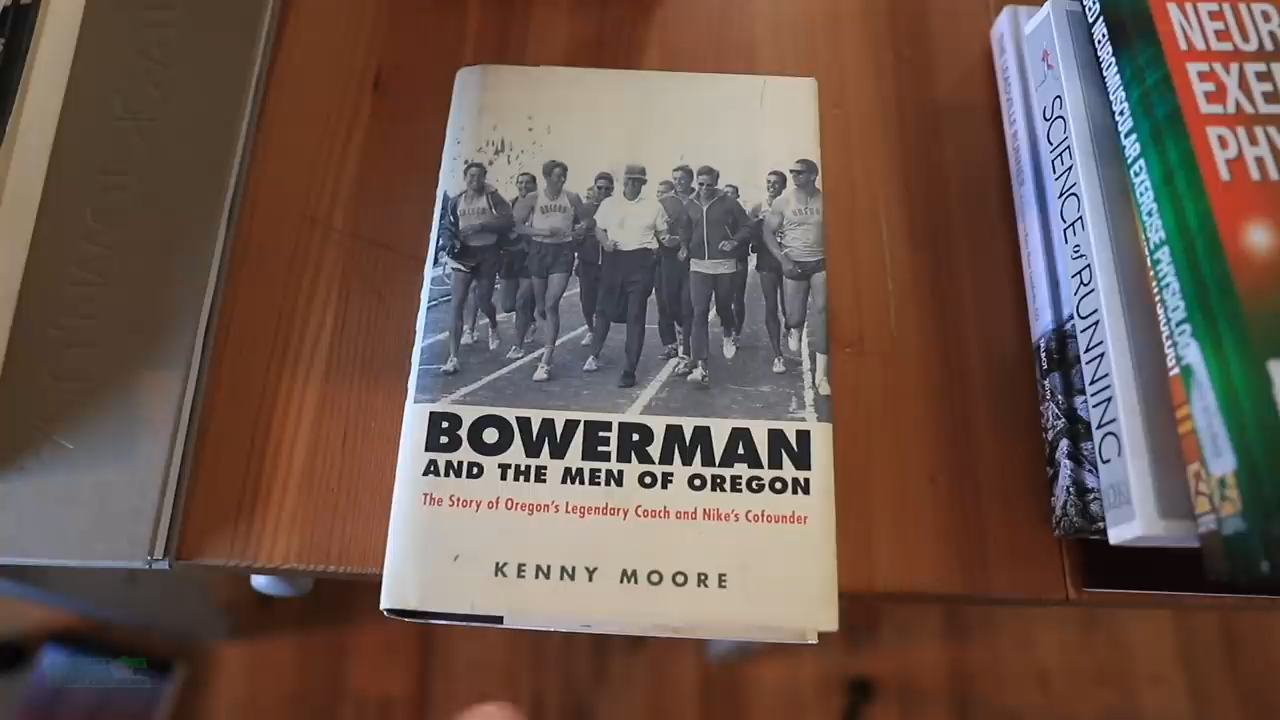 BOWERMAN
AND THE MEN OF OREGON
The Story of Oregon's Legendary Coach and Nike's Cofounder
KENNY MOORE
SCIENCE of RUNNING
NEUROMUSCULAR EXERCISE PHYSIOLOGY
NEUR
EXE
PHY